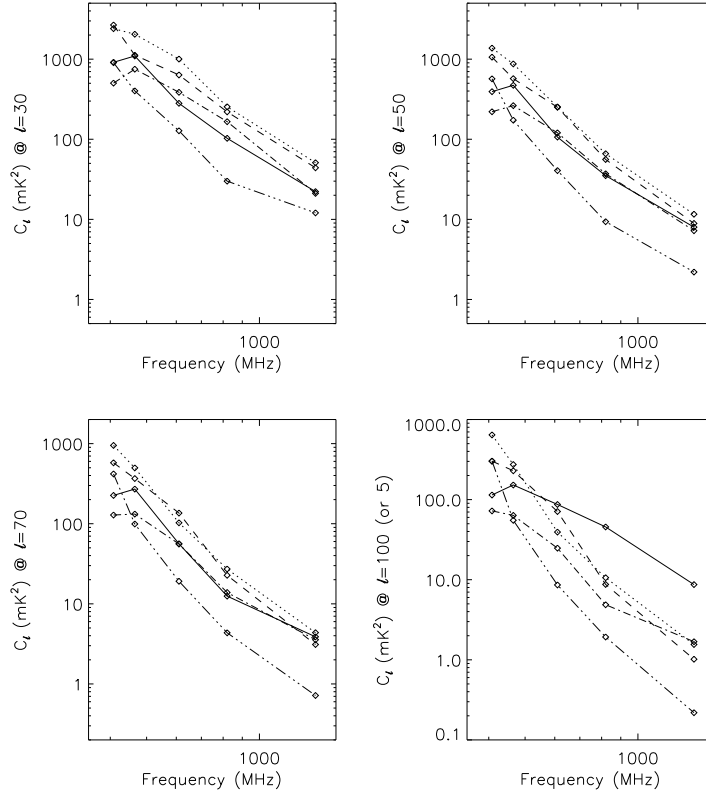 1000
100
10
1
C_ℓ (mK²) @ ℓ=30
1000
Frequency (MHz)
1000
100
10
1
C_ℓ (mK²) @ ℓ=50
1000
Frequency (MHz)
1000
100
10
1
C_ℓ (mK²) @ ℓ=70
1000
Frequency (MHz)
1000.0
100.0
10.0
1.0
0.1
C_ℓ (mK²) @ ℓ=100 (or 5)
1000
Frequency (MHz)